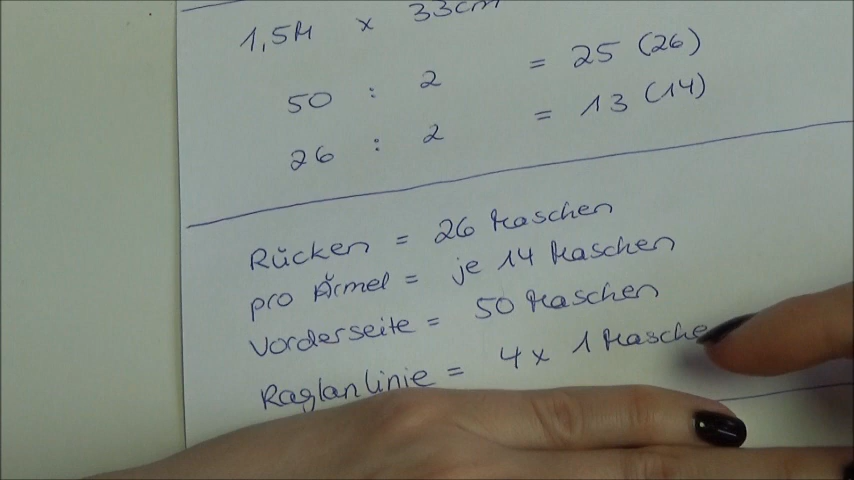 1,5M x 33cm
50 : 2 = 25 (26)
26 : 2 = 13 (14)
Rücken = 26 Maschen
pro Ärmel = je 14 Maschen
Vorderseite = 50 Maschen
Raglanlinie = 4x 1 Masche